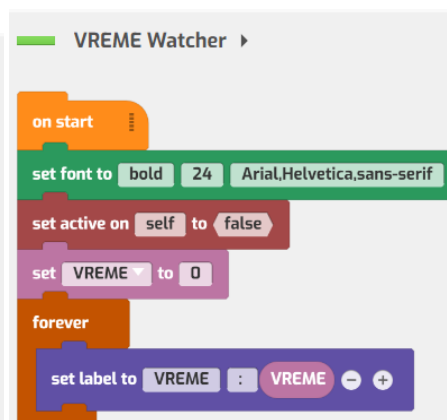 VREME Watcher
on start
set font to bold 24 Arial,Helvetica,sans-serif
set active on self to false
set VREME to 0
forever
set label to VREME : VREME - +